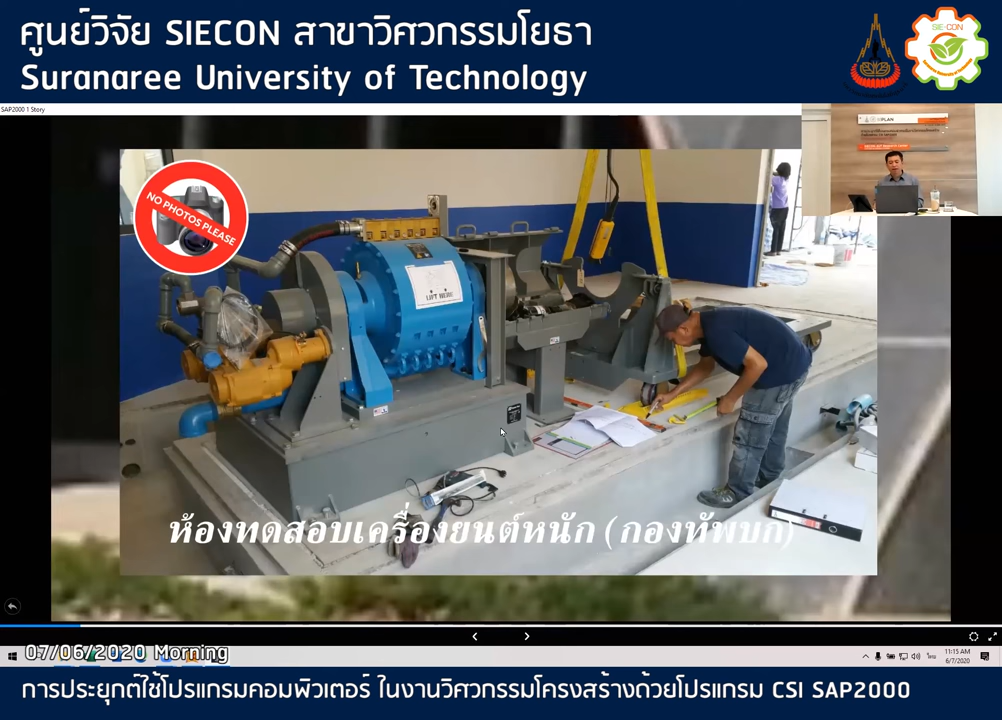 ศูนย์วิจัย SIECON สาขาวิศวกรรมโยธา
Suranaree University of Technology
SIE-CON
SAP2000 1 Story
NO PHOTOS PLEASE
LIFT HERE
ห้องทดสอบเครื่องยนต์หนัก (กองทัพบก)
07/06/2020 Morning
11:15 AM
6/7/2020
การประยุกต์ใช้โปรแกรมคอมพิวเตอร์ ในงานวิศวกรรมโครงสร้างด้วยโปรแกรม CSI SAP2000